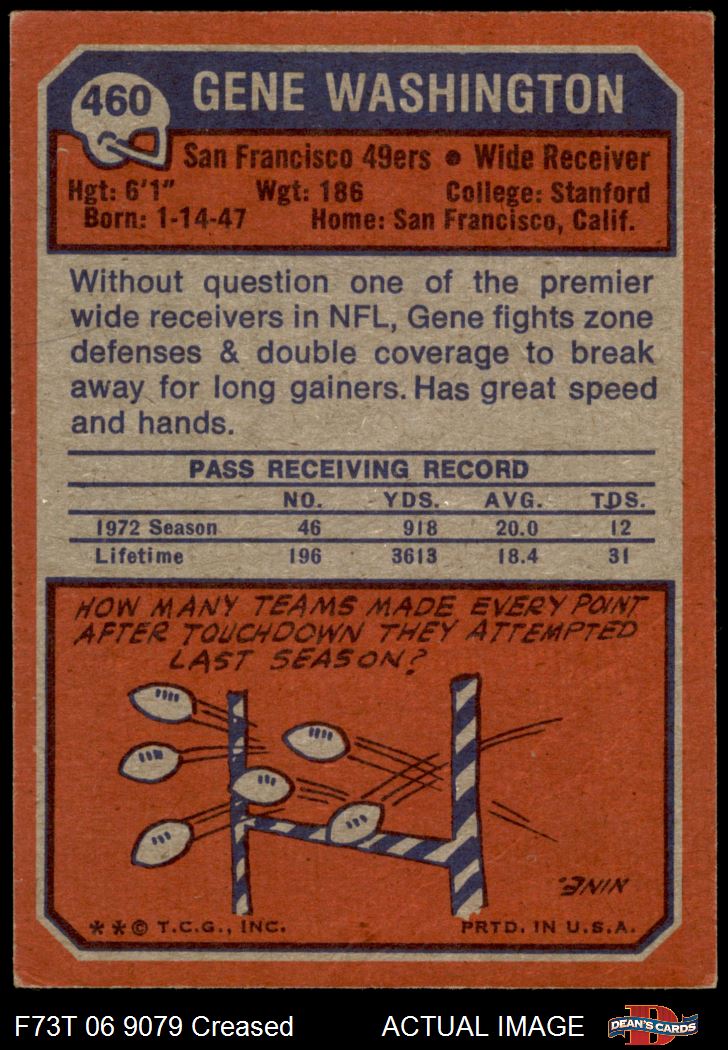 460 GENE WASHINGTON
San Francisco 49ers • Wide Receiver
Hgt: 6'1" Wgt: 186 College: Stanford
Born: 1-14-47 Home: San Francisco, Calif.
Without question one of the premier
wide receivers in NFL, Gene fights zone
defenses & double coverage to break
away for long gainers. Has great speed
and hands.
PASS RECEIVING RECORD
NO. YDS. AVG. TDS.
1972 Season 46 918 20.0 12
Lifetime 196 3613 18.4 31
HOW MANY TEAMS MADE EVERY POINT
AFTER TOUCHDOWN THEY ATTEMPTED
LAST SEASON?
NINE.
**© T.C.G., INC. PRTD. IN U.S.A.
F73T 06 9079 Creased ACTUAL IMAGE
D
DEAN'S CARDS